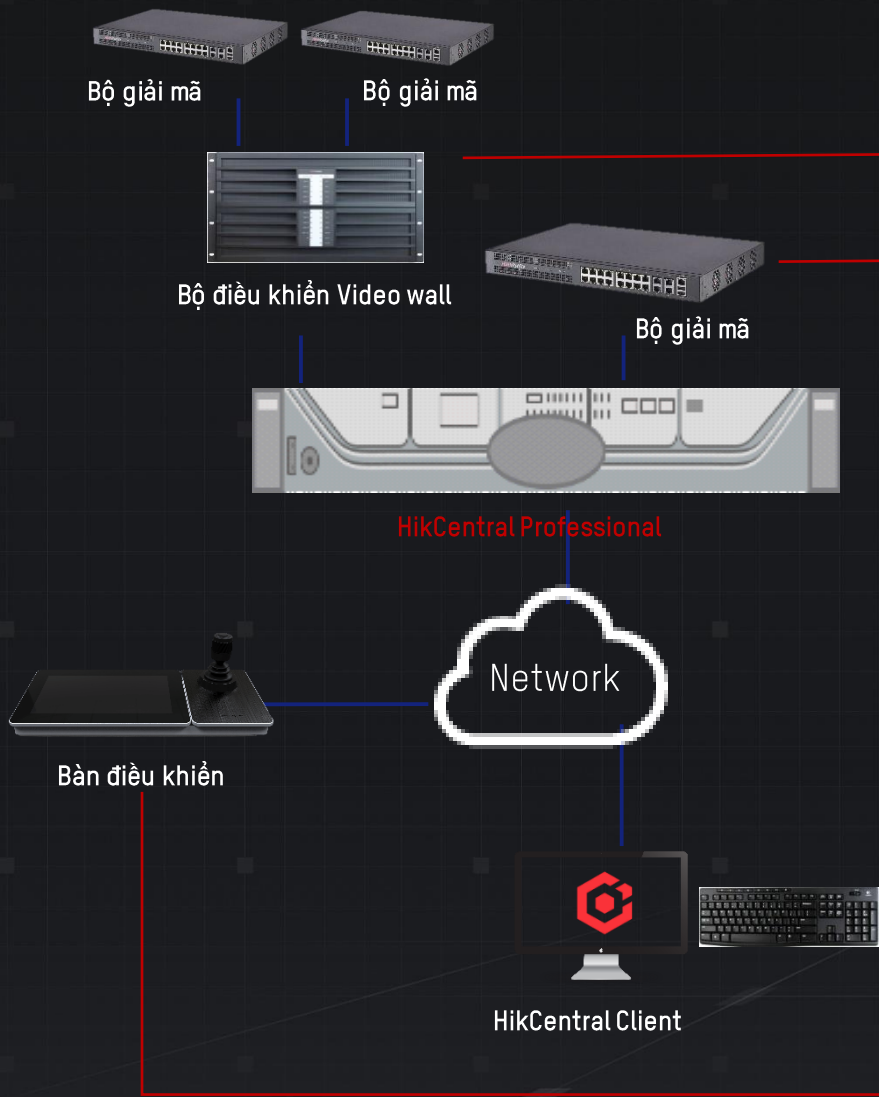 Bộ giải mã
Bộ giải mã
Bộ điều khiển Video wall
Bộ giải mã
HikCentral Professional
Network
Bàn điều khiển
HikCentral Client